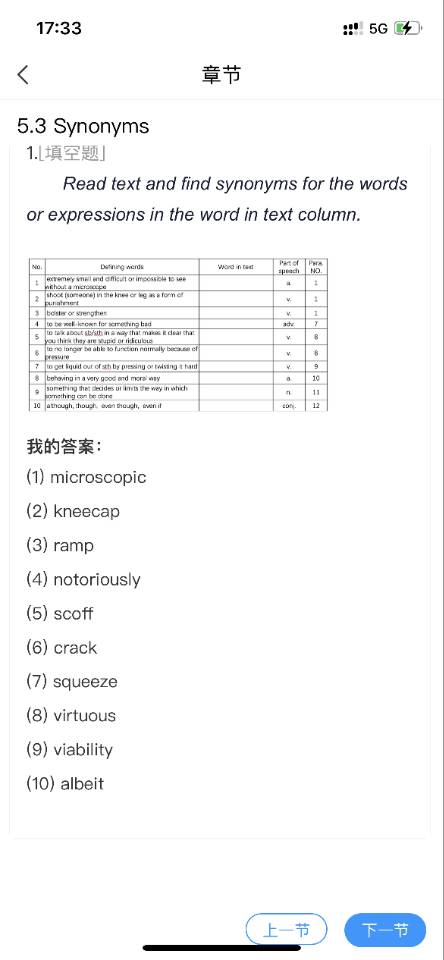 17:33
5G
章节
5.3 Synonyms
1.[填空题]
Read text and find synonyms for the words
or expressions in the word in text column.
No. Defining words Word in text Part of speech Para. NO.
1 extremely small and difficult or impossible to see without a microscope a. 1
2 shoot (someone) in the knee or leg as a form of punishment v. 1
3 bolster or strengthen v. 1
4 to be well-known for something bad adv. 7
5 to talk about sb/sth in a way that makes it clear that you think they are stupid or ridiculous v. 8
6 to no longer be able to function normally because of pressure v. 8
7 to get liquid out of sth by pressing or twisting it hard v. 9
8 behaving in a very good and moral way a. 10
9 something that decides or limits the way in which something can be done n. 11
10 although, though, even though, even if conj. 12
我的答案：
(1) microscopic
(2) kneecap
(3) ramp
(4) notoriously
(5) scoff
(6) crack
(7) squeeze
(8) virtuous
(9) viability
(10) albeit
上一节
下一节